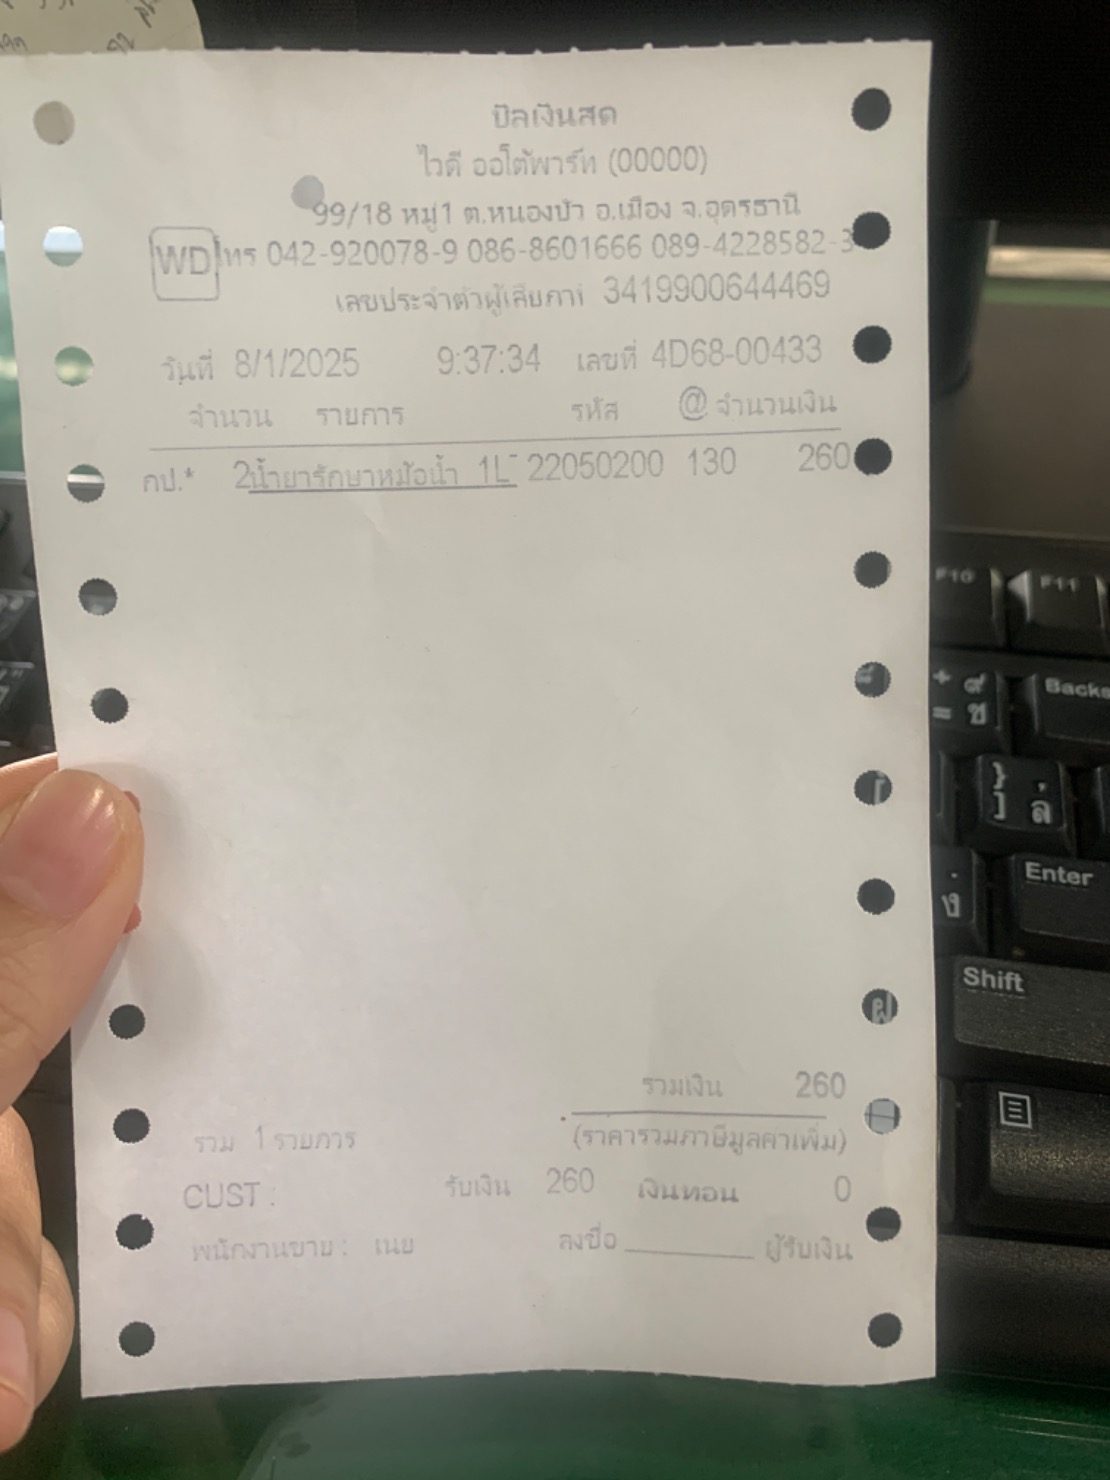 บิลเงินสด
ไวดี ออโต้พาร์ท (00000)
99/18 หมู่1 ต.หนองบัว อ.เมือง จ.อุดรธานี
WD โทร 042-920078-9 086-8601666 089-4228582-3
เลขประจำตัวผู้เสียภาษี 3419900644469
วันที่ 8/1/2025 9:37:34 เลขที่ 4D68-00433
จำนวน รายการ รหัส @ จำนวนเงิน
กป.* 2น้ำยารักษาหม้อน้ำ 1L 22050200 130 260
รวมเงิน 260
รวม 1 รายการ (ราคารวมภาษีมูลค่าเพิ่ม)
CUST : รับเงิน 260 เงินทอน 0
พนักงานขาย : เนย ลงชื่อ ผู้รับเงิน
F10
F11
+ ๙
= ช
Backs
} ล่
]
ง
Enter
Shift
ฝ